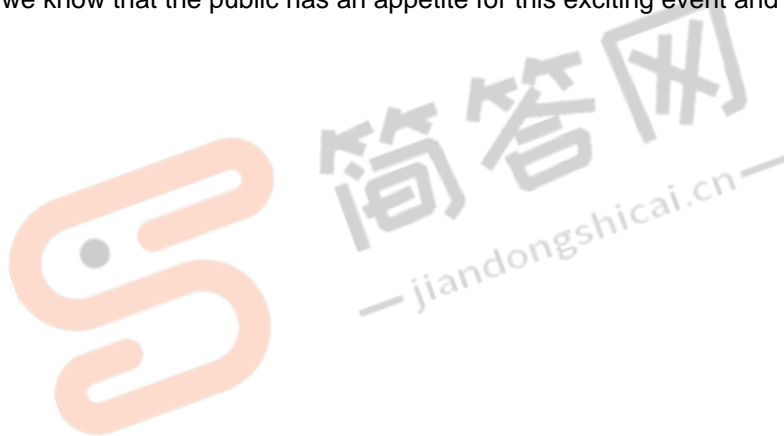 we know that the public has an appetite for this exciting event and
简答网
— jiandongshicai.cn —